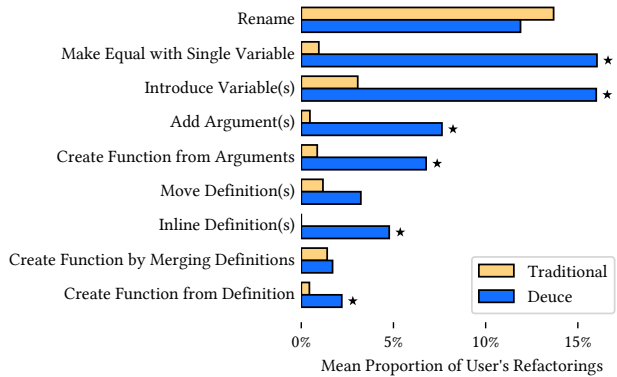 Rename
Make Equal with Single Variable
★
Introduce Variable(s)
★
Add Argument(s)
★
Create Function from Arguments
★
Move Definition(s)
Inline Definition(s)
★
Create Function by Merging Definitions
Create Function from Definition
★
Traditional
Deuce
0% 5% 10% 15%
Mean Proportion of User's Refactorings